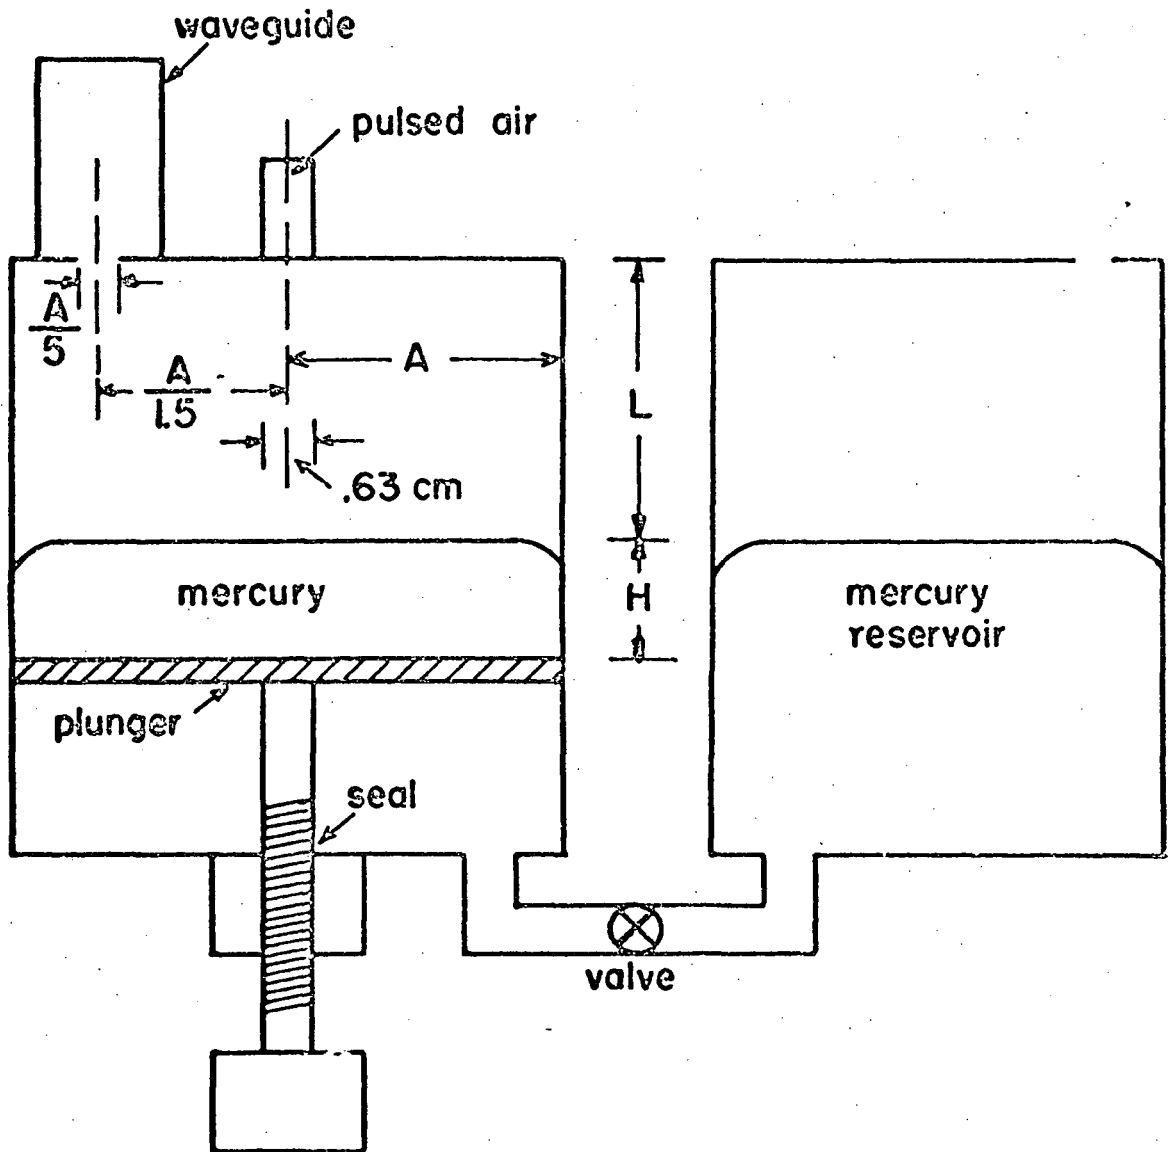 waveguide
pulsed air
A
5
A
1.5
A
L
.63 cm
mercury
H
mercury
reservoir
plunger
seal
valve